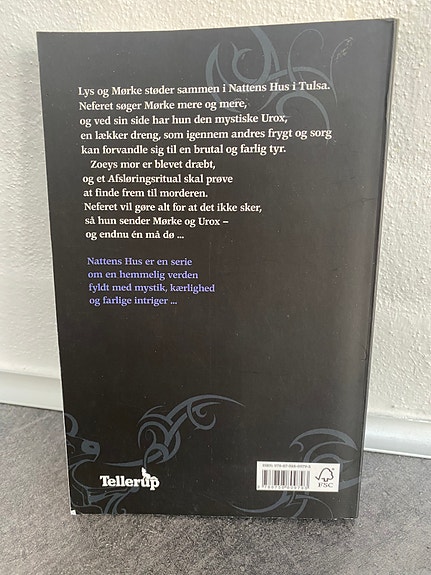 Lys og Mørke støder sammen i Nattens Hus i Tulsa.
Neferet søger Mørke mere og mere,
og ved sin side har hun den mystiske Urox,
en lækker dreng, som igennem andres frygt og sorg
kan forvandle sig til en brutal og farlig tyr.
Zoeys mor er blevet dræbt,
og et Afsløringsritual skal prøve
at finde frem til morderen.
Neferet vil gøre alt for at det ikke sker,
så hun sender Mørke og Urox –
og endnu én må dø ...
Nattens Hus er en serie
om en hemmelig verden
fyldt med mystik, kærlighed
og farlige intriger ...
Tellerup
FSC